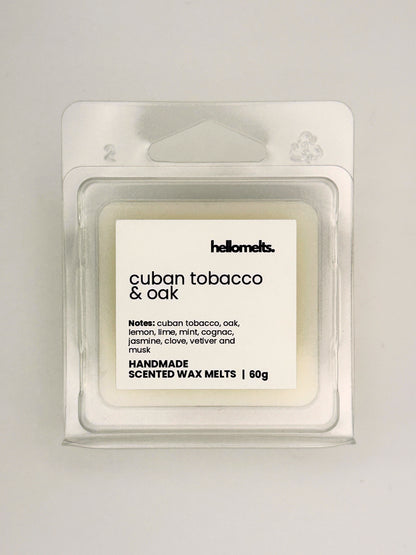 2
hellomelts.
cuban tobacco
& oak
Notes: cuban tobacco, oak,
lemon, lime, mint, cognac,
jasmine, clove, vetiver and
musk
HANDMADE
SCENTED WAX MELTS | 60g